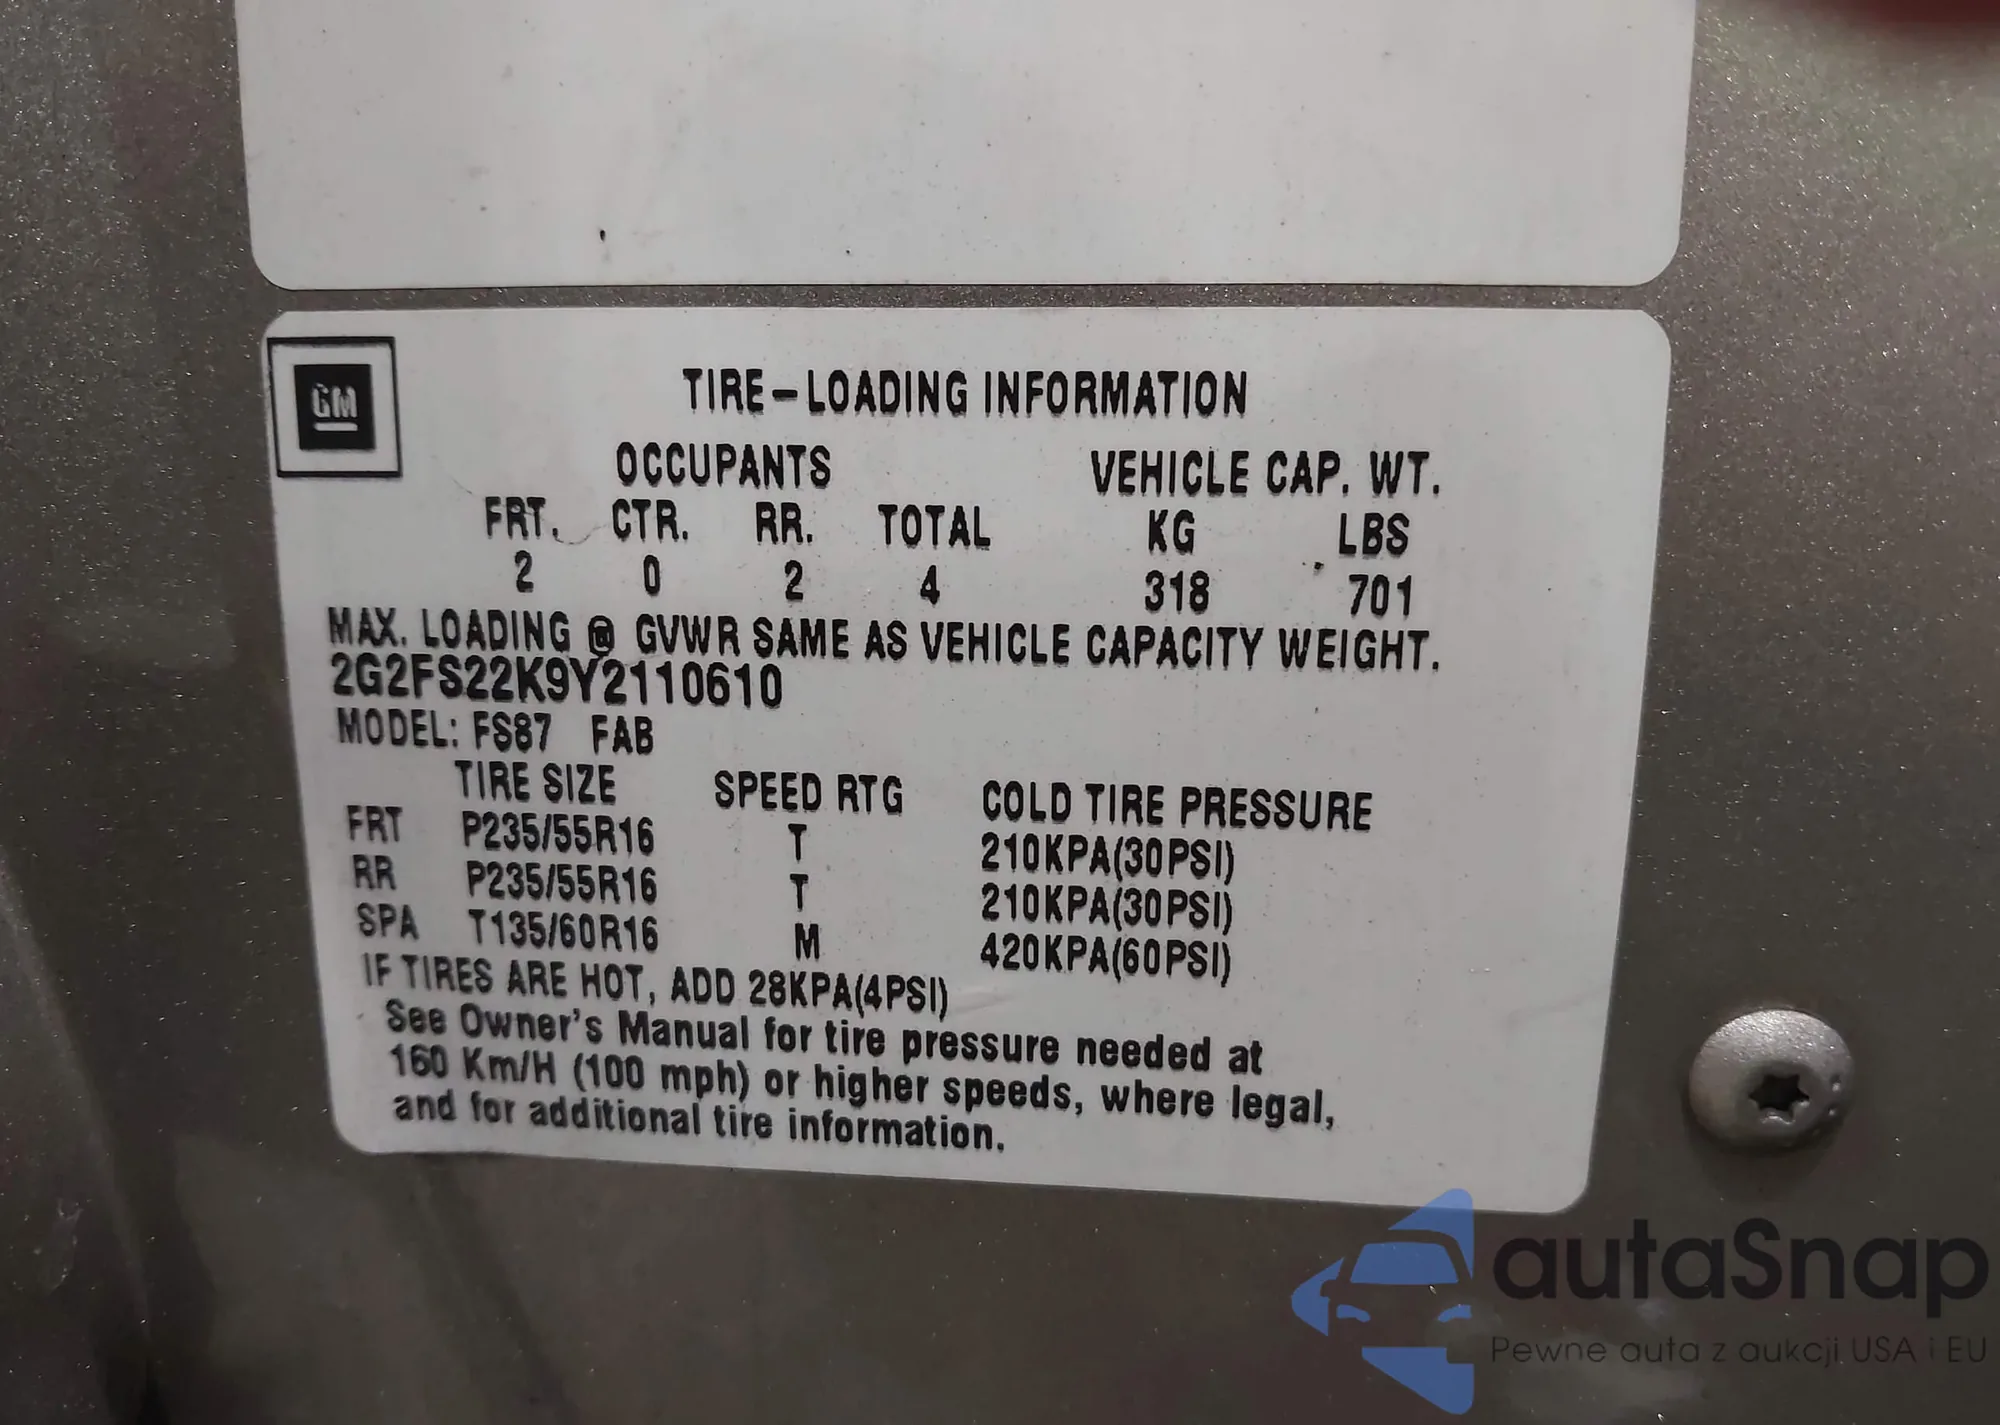 GM
TIRE-LOADING INFORMATION
OCCUPANTS VEHICLE CAP. WT.
FRT. CTR. RR. TOTAL KG LBS
2 0 2 4 318 701
MAX. LOADING @ GVWR SAME AS VEHICLE CAPACITY WEIGHT.
2G2FS22K9Y2110610
MODEL: FS87 FAB
TIRE SIZE SPEED RTG COLD TIRE PRESSURE
FRT P235/55R16 T 210KPA(30PSI)
RR P235/55R16 T 210KPA(30PSI)
SPA T135/60R16 M 420KPA(60PSI)
IF TIRES ARE HOT, ADD 28KPA(4PSI)
See Owner's Manual for tire pressure needed at
160 Km/H (100 mph) or higher speeds, where legal,
and for additional tire information.
autaSnap
Pewne auta z aukcji USA i EU